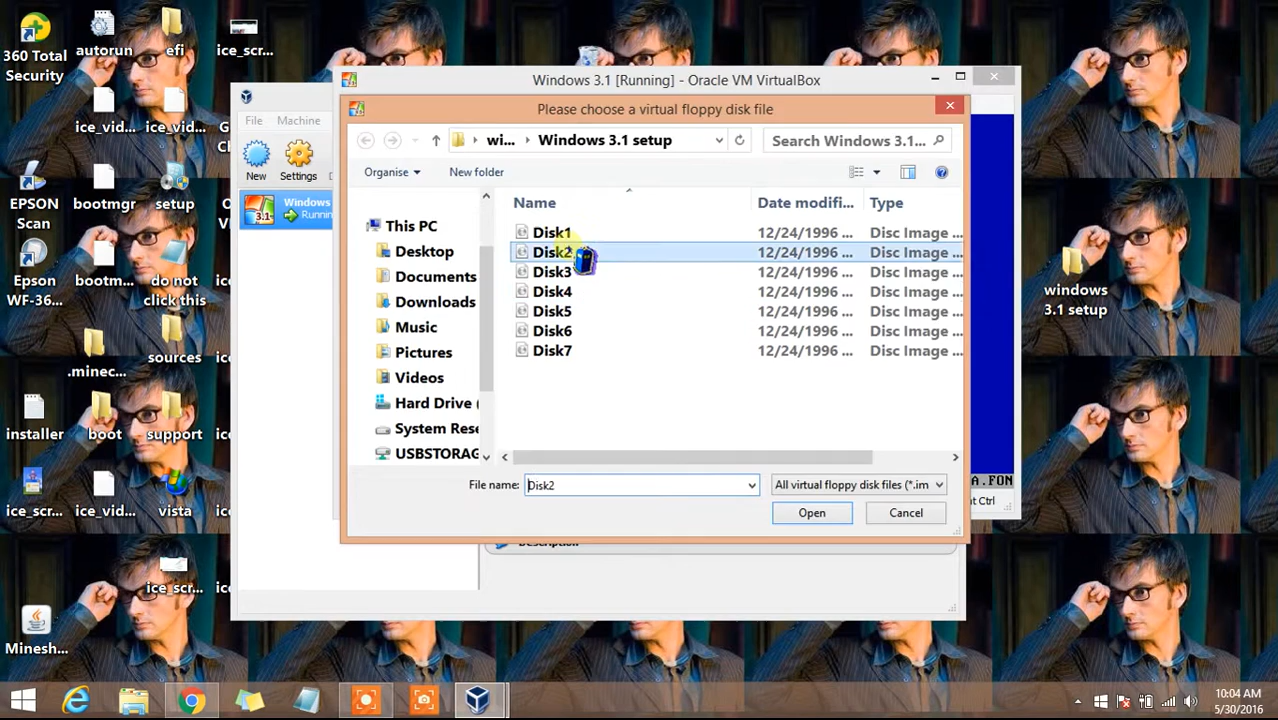 360 Total
Security
autorun
efi
ice_scr...
ice_vid...
ice_vid...
EPSON
Scan
bootmgr
setup
Epson
WF-36...
bootm...
do not
click this
.minec...
sources
installer
boot
support
ice_scr...
ice_vid...
vista
ice_scr...
Minesh...
windows
3.1 setup
File
Machine
New
Settings
Windows
Runnin
3.1
Windows 3.1 [Running] - Oracle VM VirtualBox
Please choose a virtual floppy disk file
wi...
Windows 3.1 setup
Search Windows 3.1...
Organise
New folder
This PC
Desktop
Documents
Downloads
Music
Pictures
Videos
Hard Drive (
System Rese
USBSTORAG
Name
Date modifi...
Type
Disk1 12/24/1996 ... Disc Image ...
Disk2 12/24/1996 ... Disc Image ...
Disk3 12/24/1996 ... Disc Image ...
Disk4 12/24/1996 ... Disc Image ...
Disk5 12/24/1996 ... Disc Image ...
Disk6 12/24/1996 ... Disc Image ...
Disk7 12/24/1996 ... Disc Image ...
File name:
Disk2
All virtual floppy disk files (*.im
Open
Cancel
A.FON
t Ctrl
10:04 AM
5/30/2016